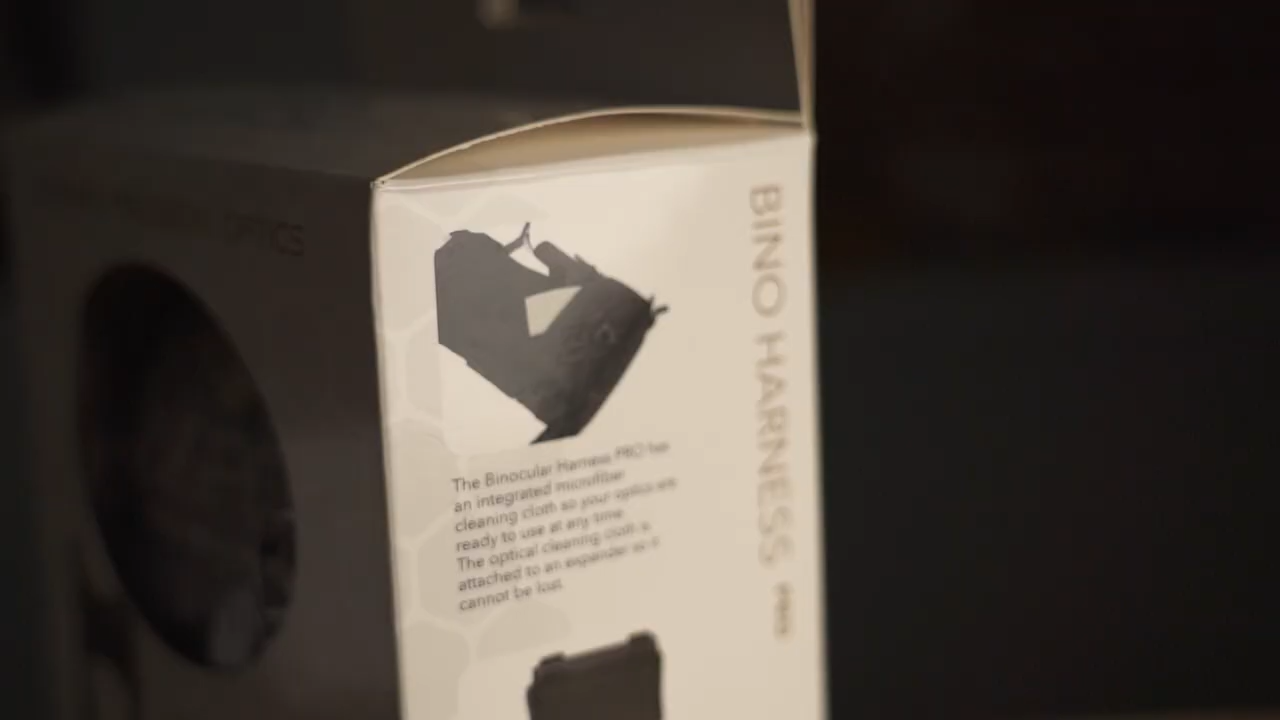 OPTICS
BINO HARNESS PRO
The Binocular Harness PRO has
an integrated microfiber
cleaning cloth so your optics are
ready to use at any time.
The optical cleaning cloth is
attached to an expander so it
cannot be lost.